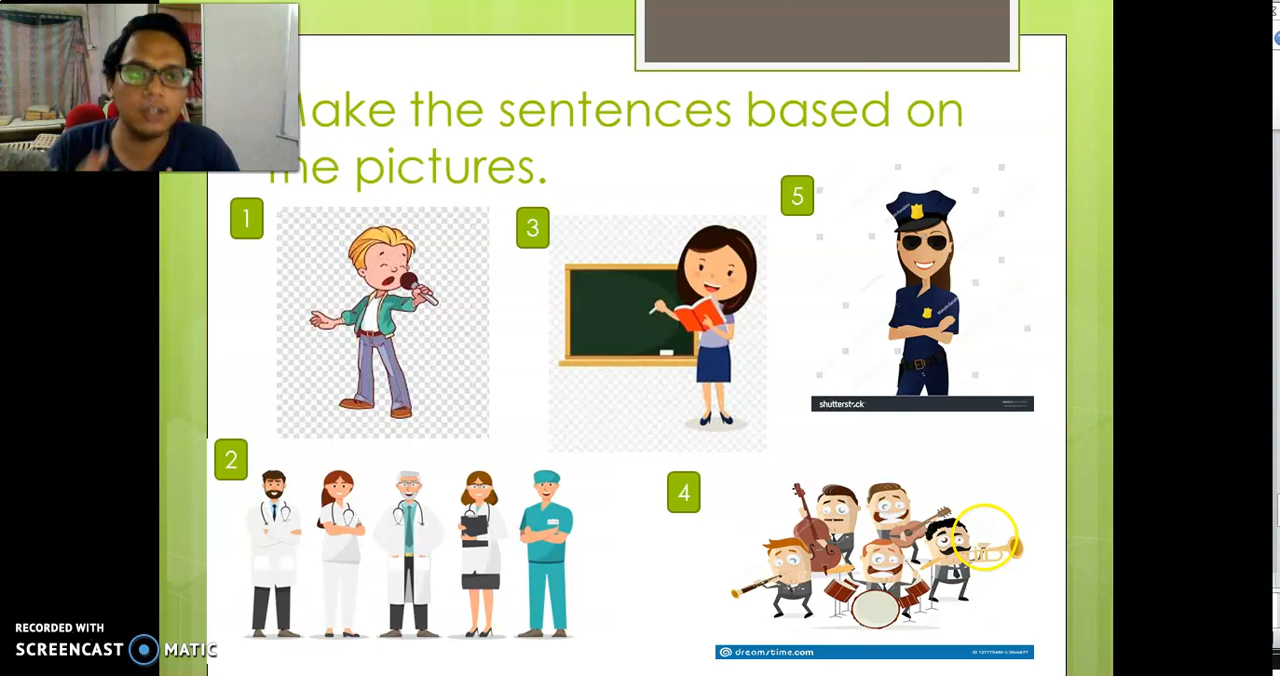 Make the sentences based on
the pictures.
1
3
5
2
4
shutterstock
dreamstime.com
RECORDED WITH
SCREENCAST MATIC